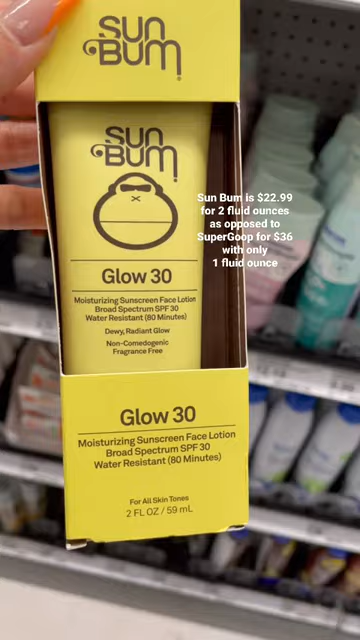 SUN
BUM
SUN
BUM
Glow 30
Moisturizing Sunscreen Face Lotion
Broad Spectrum SPF 30
Water Resistant (80 Minutes)
Dewy, Radiant Glow
Non-Comedogenic
Fragrance Free
Sun Bum is $22.99
for 2 fluid ounces
as opposed to
SuperGoop for $36
with only
1 fluid ounce
Glow 30
Moisturizing Sunscreen Face Lotion
Broad Spectrum SPF 30
Water Resistant (80 Minutes)
For All Skin Tones
2 FL OZ / 59 mL